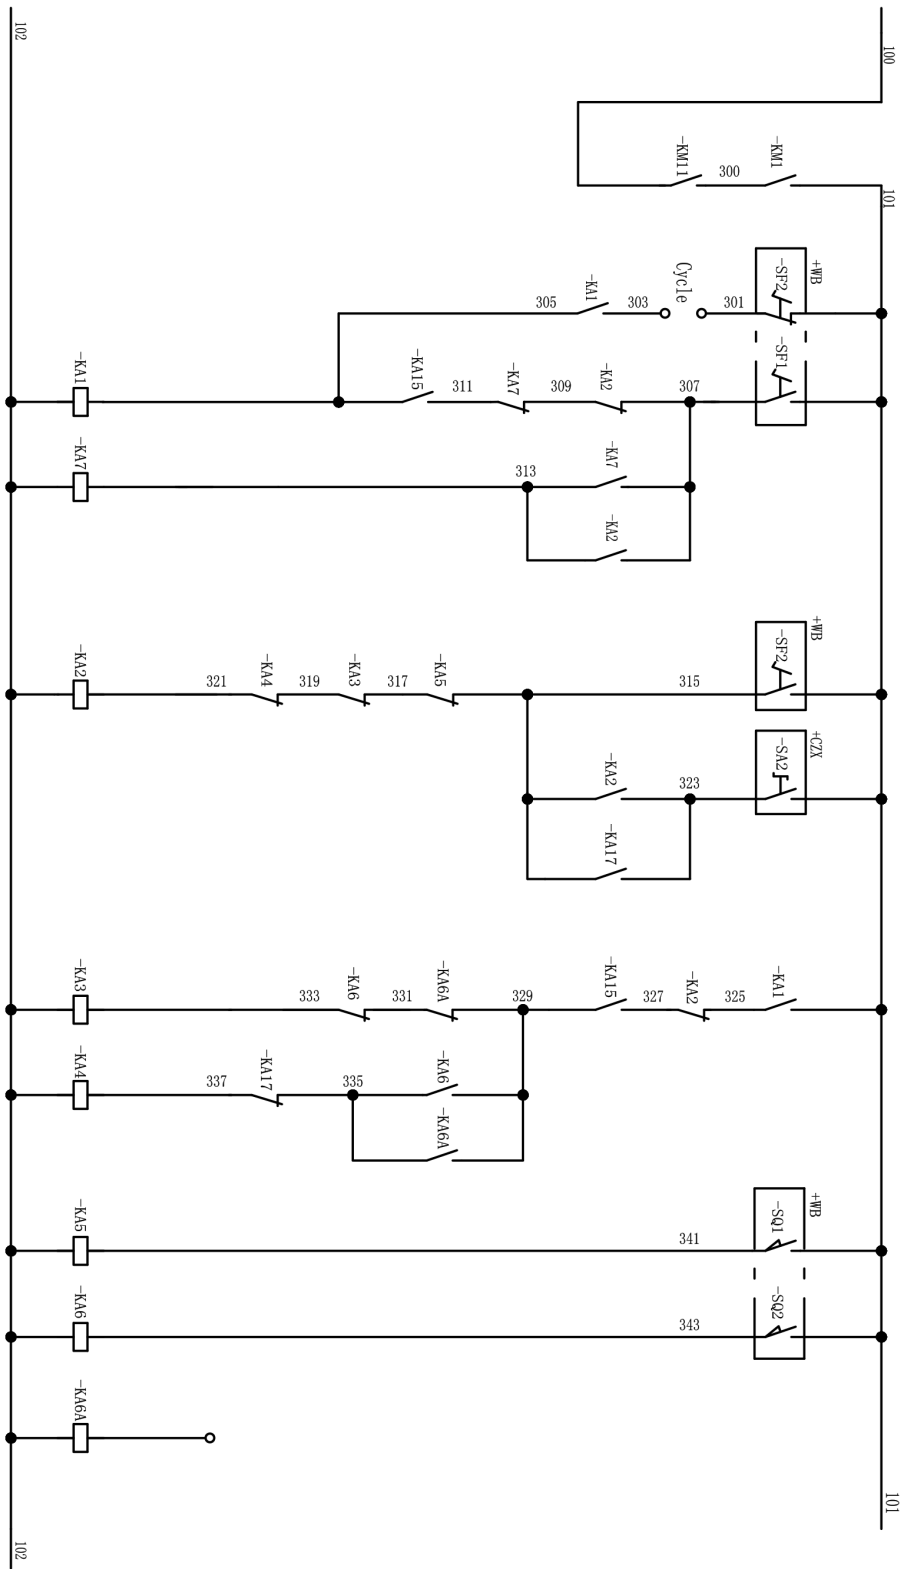 102
100
-KM11
300
-KM1
101
+WB
-SF2
Cycle
-KA1
305
303
301
-SF1
-KA1
-KA15
311
-KA7
309
-KA2
307
-KA7
313
-KA7
-KA2
+WB
-KA2
321
-KA4
319
-KA3
317
-KA5
315
-SF2
+CZX
-SA2
-KA2
323
-KA17
-KA3
333
-KA6
331
-KA6A
329
-KA15
327
-KA2
325
-KA1
-KA4
337
-KA17
335
-KA6
-KA6A
+WB
-KA5
341
-SQ1
-KA6
343
-SQ2
-KA6A
101
102